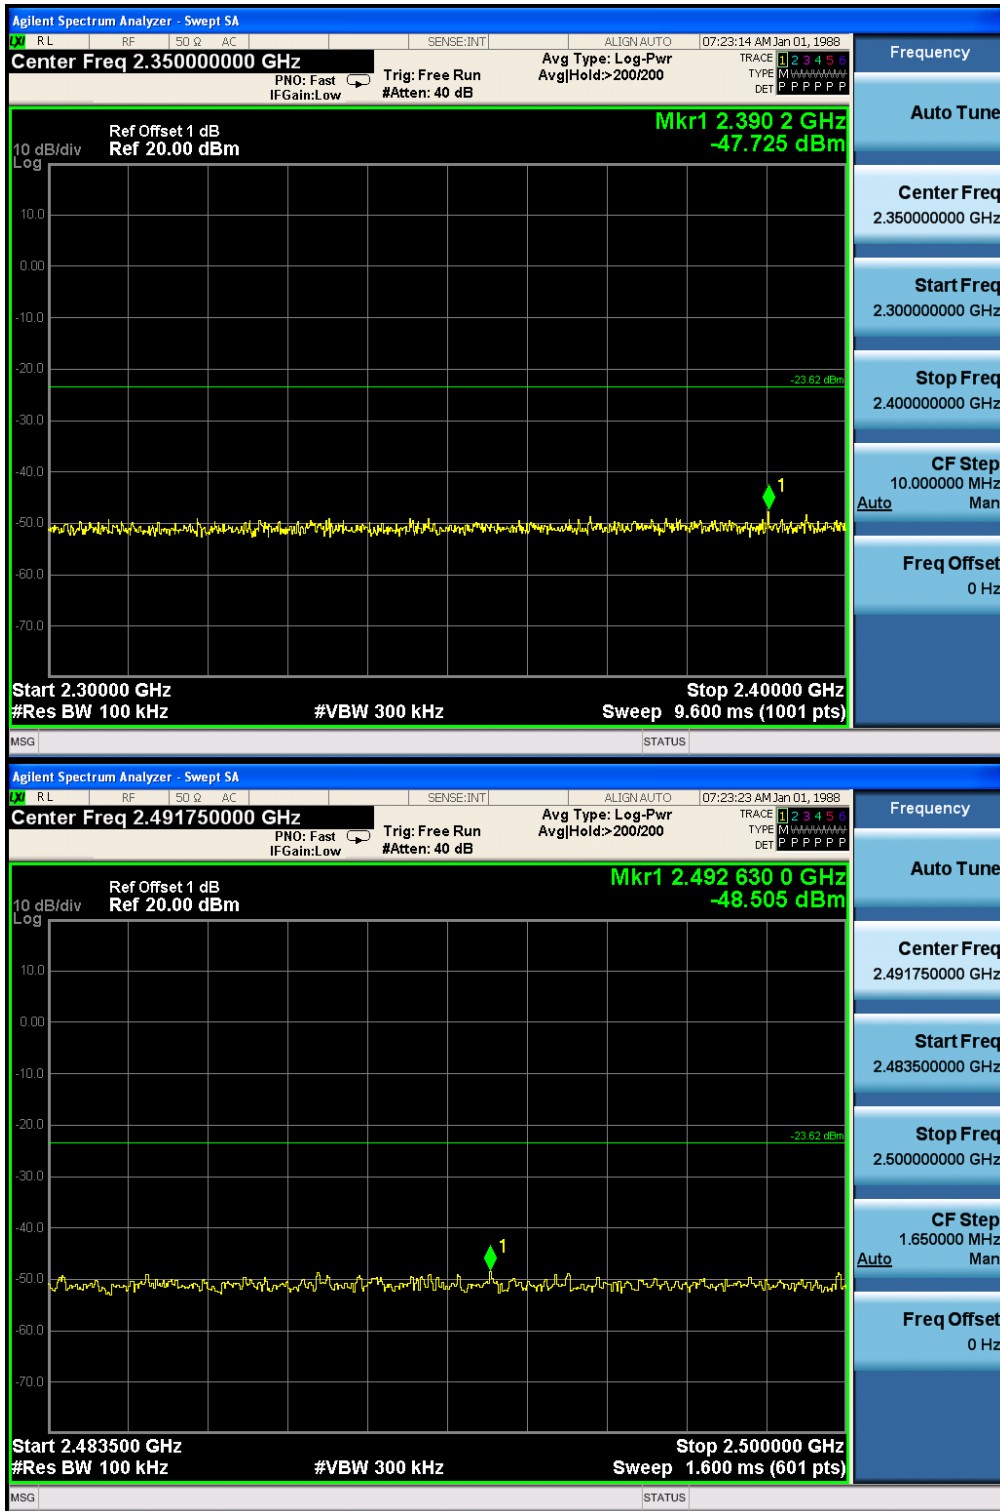 Agilent Spectrum Analyzer - Swept SA
LXI RL RF 50 Ω AC SENSE:INT ALIGN AUTO 07:23:14 AM Jan 01, 1988
Center Freq 2.350000000 GHz
PNO: Fast
IFGain:Low
Trig: Free Run
#Atten: 40 dB
Avg Type: Log-Pwr
Avg|Hold:>200/200
TRACE 1 2 3 4 5 6
TYPE M
DET P P P P P P
Frequency
Auto Tune
Center Freq
2.350000000 GHz
Start Freq
2.300000000 GHz
Stop Freq
2.400000000 GHz
CF Step
10.000000 MHz
Auto Man
Freq Offset
0 Hz
Mkr1 2.390 2 GHz
-47.725 dBm
Ref Offset 1 dB
10 dB/div Ref 20.00 dBm
Log
10.0
0.00
-10.0
-20.0
-23.62 dBm
-30.0
-40.0
1
-50.0
-60.0
-70.0
Start 2.30000 GHz Stop 2.40000 GHz
#Res BW 100 kHz #VBW 300 kHz Sweep 9.600 ms (1001 pts)
MSG STATUS
Agilent Spectrum Analyzer - Swept SA
LXI RL RF 50 Ω AC SENSE:INT ALIGN AUTO 07:23:23 AM Jan 01, 1988
Center Freq 2.491750000 GHz
PNO: Fast
IFGain:Low
Trig: Free Run
#Atten: 40 dB
Avg Type: Log-Pwr
Avg|Hold:>200/200
TRACE 1 2 3 4 5 6
TYPE M
DET P P P P P P
Frequency
Auto Tune
Center Freq
2.491750000 GHz
Start Freq
2.483500000 GHz
Stop Freq
2.500000000 GHz
CF Step
1.650000 MHz
Auto Man
Freq Offset
0 Hz
Mkr1 2.492 630 0 GHz
-48.505 dBm
Ref Offset 1 dB
10 dB/div Ref 20.00 dBm
Log
10.0
0.00
-10.0
-20.0
-23.62 dBm
-30.0
-40.0
1
-50.0
-60.0
-70.0
Start 2.483500 GHz Stop 2.500000 GHz
#Res BW 100 kHz #VBW 300 kHz Sweep 1.600 ms (601 pts)
MSG STATUS